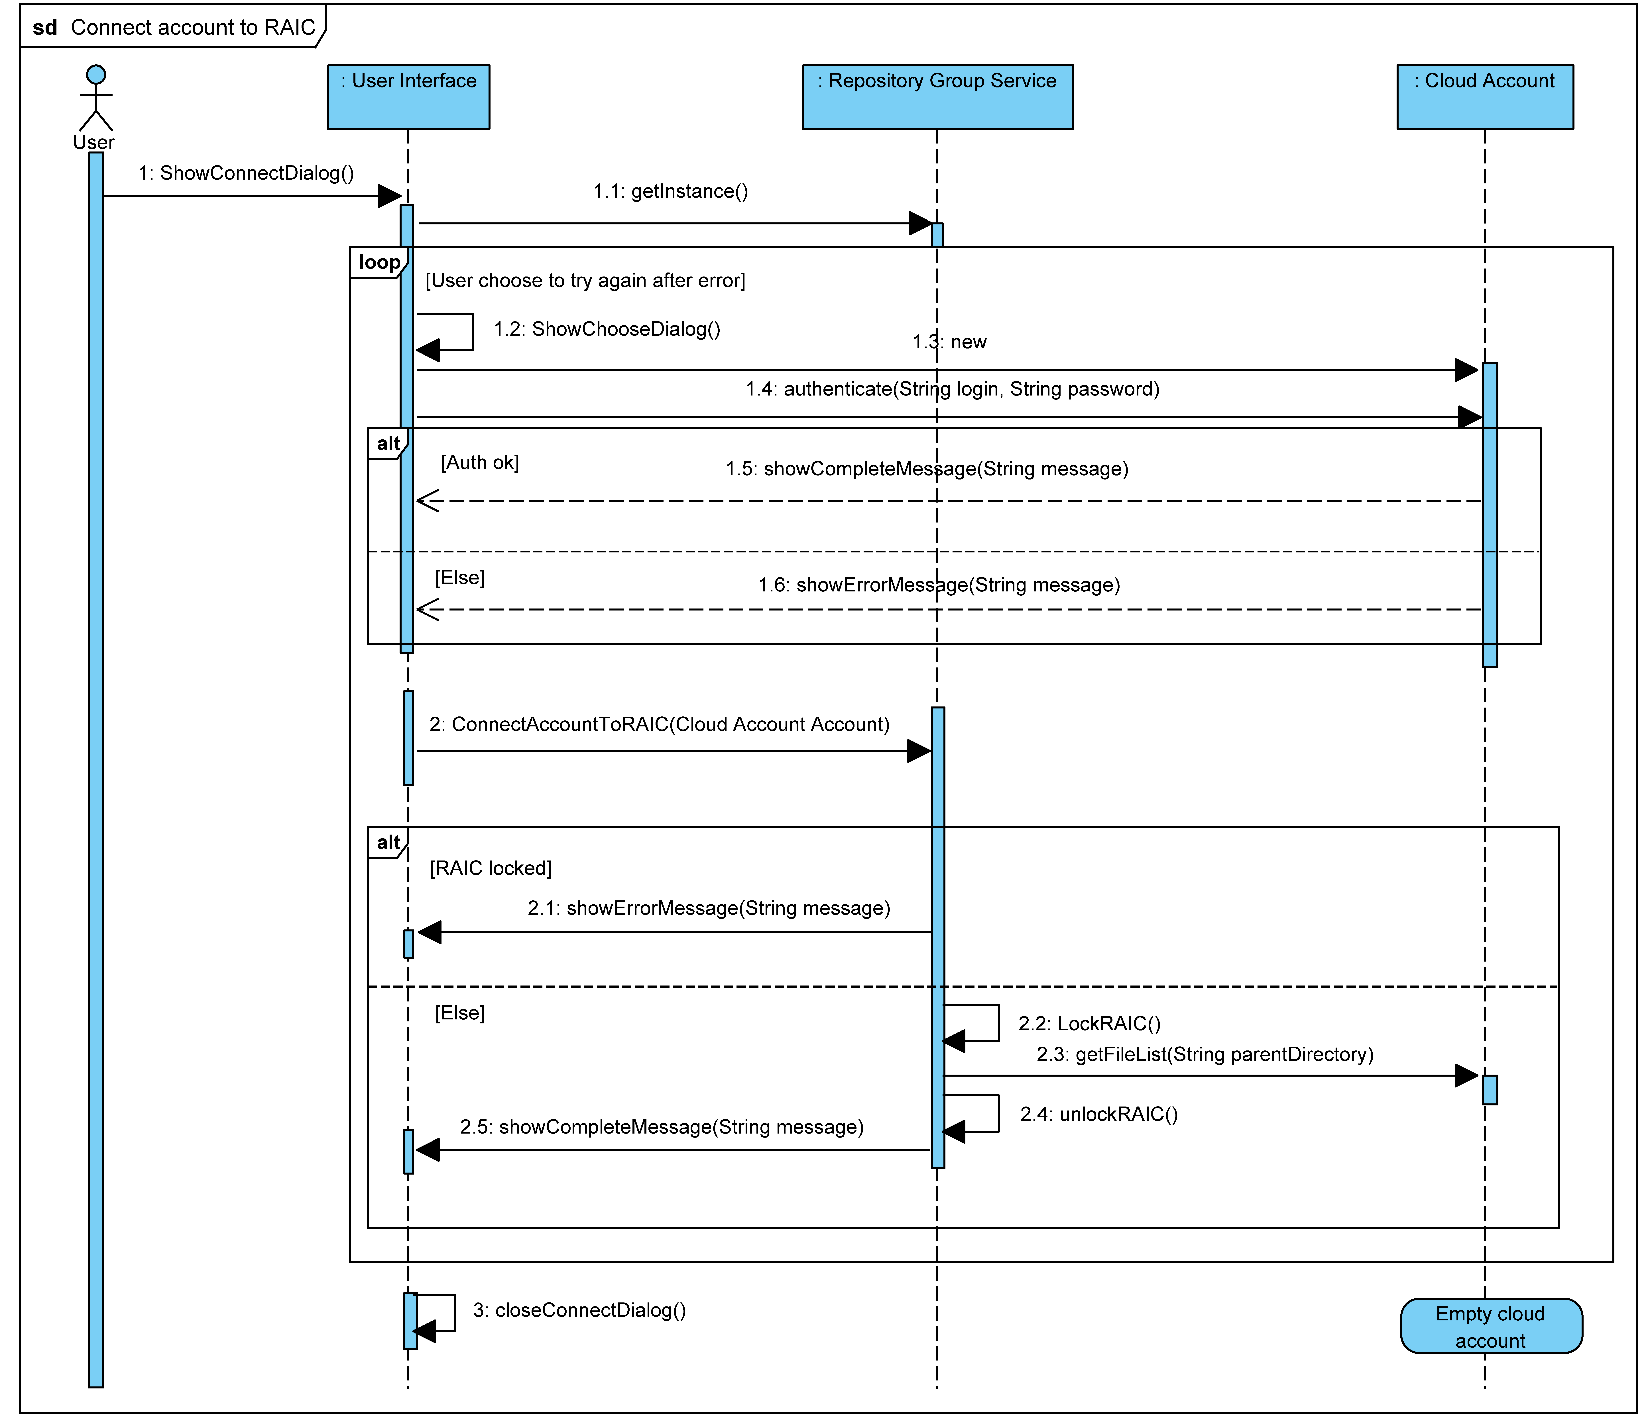 sd Connect account to RAIC
User
: User Interface
: Repository Group Service
: Cloud Account
1: ShowConnectDialog()
1.1: getInstance()
loop
[User choose to try again after error]
1.2: ShowChooseDialog()
1.3: new
1.4: authenticate(String login, String password)
alt
[Auth ok]
1.5: showCompleteMessage(String message)
[Else]
1.6: showErrorMessage(String message)
2: ConnectAccountToRAIC(Cloud Account Account)
alt
[RAIC locked]
2.1: showErrorMessage(String message)
[Else]
2.2: LockRAIC()
2.3: getFileList(String parentDirectory)
2.4: unlockRAIC()
2.5: showCompleteMessage(String message)
3: closeConnectDialog()
Empty cloud
account